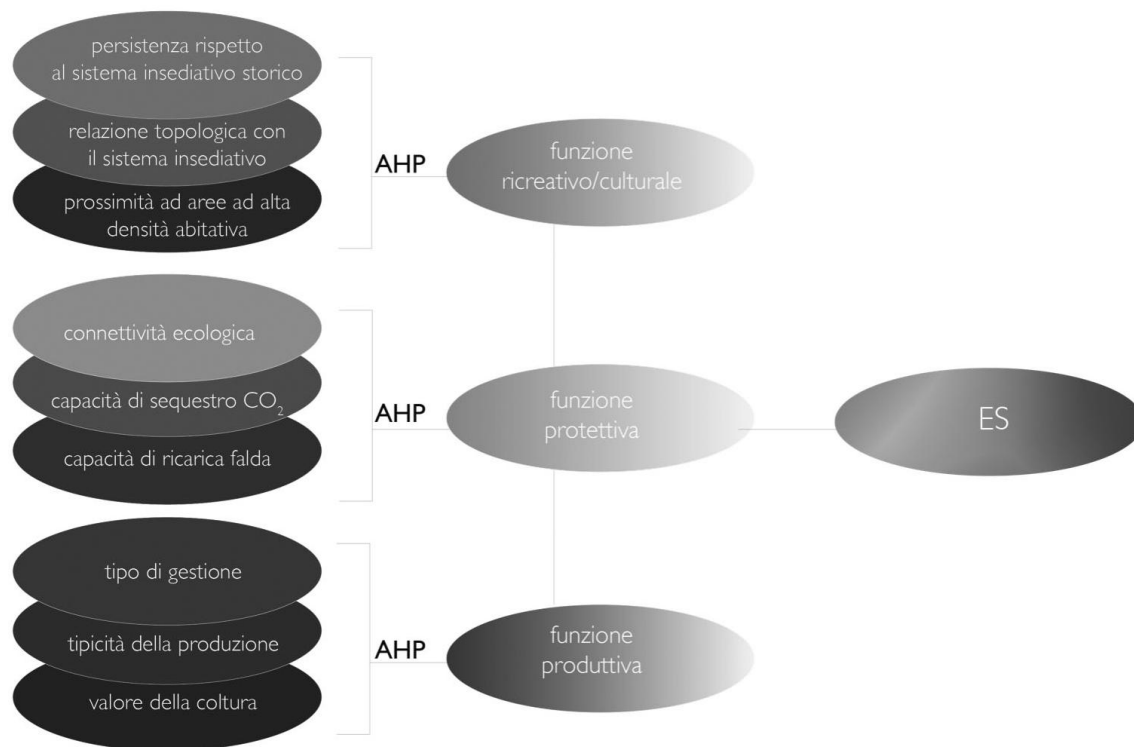 persistenza rispetto
al sistema insediativo storico
relazione topologica con
il sistema insediativo
prossimità ad aree ad alta
densità abitativa
AHP
funzione
ricreativo/culturale
connettività ecologica
capacità di sequestro CO₂
capacità di ricarica falda
AHP
funzione
protettiva
ES
tipo di gestione
tipicità della produzione
valore della coltura
AHP
funzione
produttiva